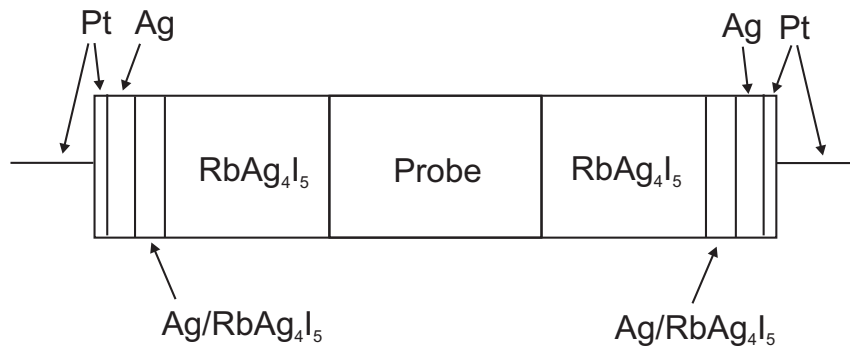 Pt Ag Ag Pt
RbAg₄I₅ Probe RbAg₄I₅
Ag/RbAg₄I₅ Ag/RbAg₄I₅